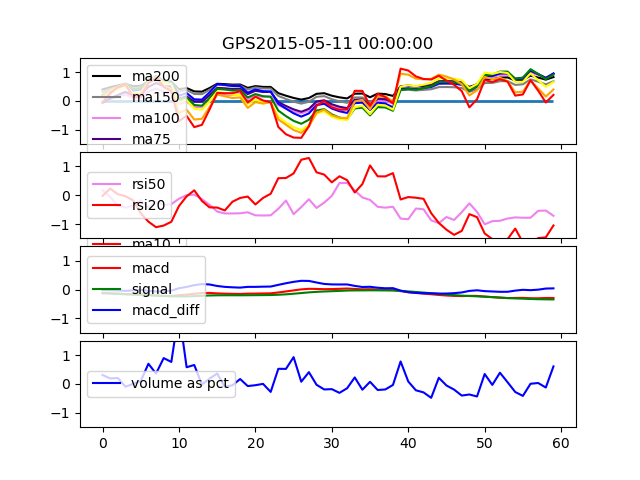 GPS2015-05-11 00:00:00
1
0
−1
ma200
ma150
ma100
ma75
1
0
−1
rsi50
rsi20
ma10
1
0
−1
macd
signal
macd_diff
1
0
−1
volume as pct
0 10 20 30 40 50 60